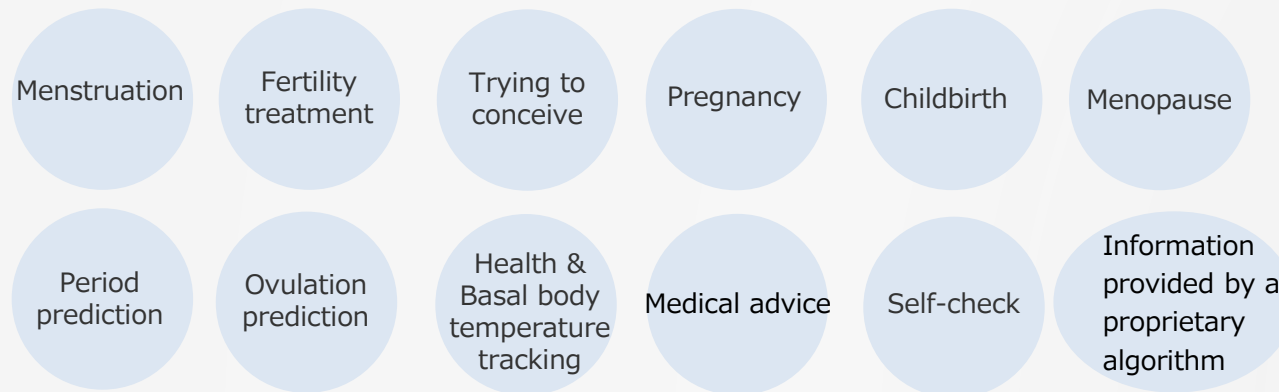 Menstruation
Fertility
treatment
Trying to
conceive
Pregnancy
Childbirth
Menopause
Period
prediction
Ovulation
prediction
Health &
Basal body
temperature
tracking
Medical advice
Self-check
Information
provided by a
proprietary
algorithm